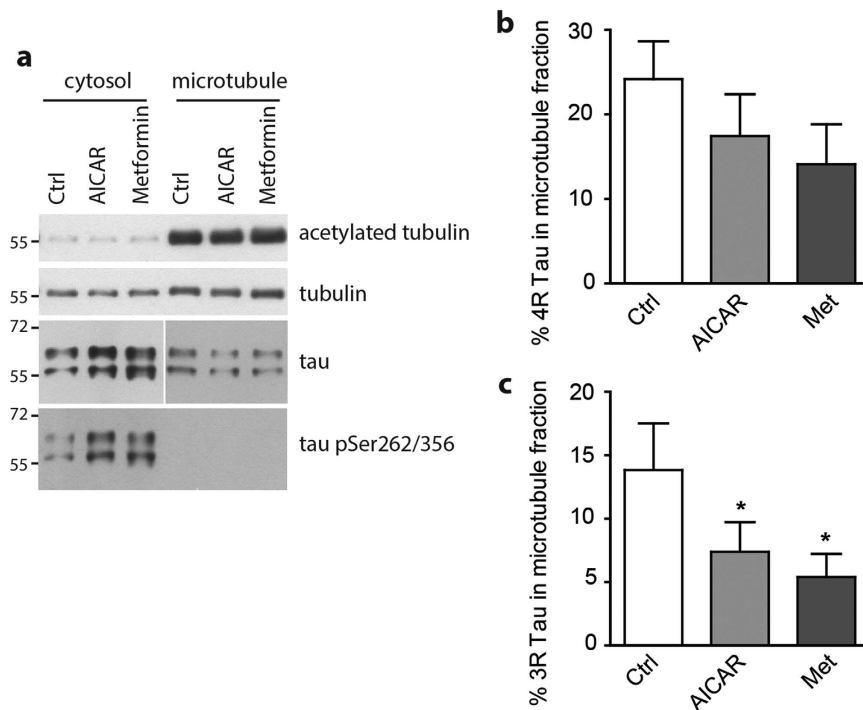 a
cytosol microtubule
Ctrl AICAR Metformin Ctrl AICAR Metformin
55 acetylated tubulin
55 tubulin
72
tau
55
72
tau pSer262/356
55
b
% 4R Tau in microtubule fraction
30
20
10
0
Ctrl AICAR Met
c
% 3R Tau in microtubule fraction
20
15
10
5
0
* *
Ctrl AICAR Met